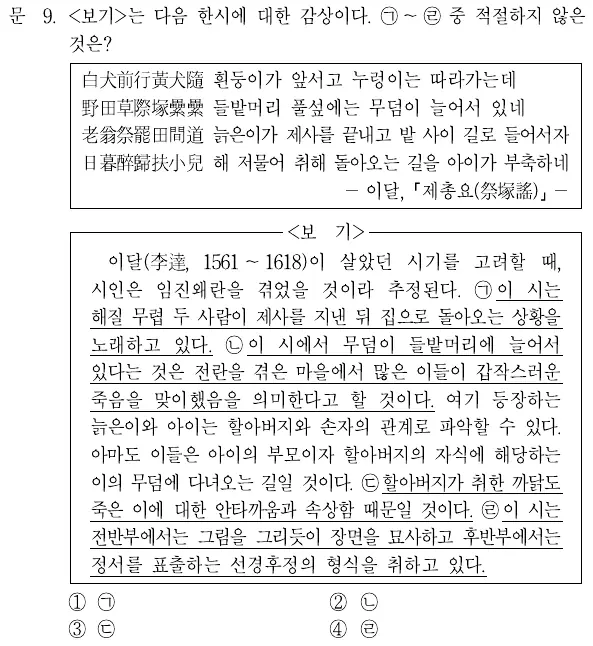 문 9. <보기>는 다음 한시에 대한 감상이다. ㉠~㉣ 중 적절하지 않은
것은?
白犬前行黃犬隨 흰둥이가 앞서고 누렁이는 따라가는데
野田草際塚纍纍 들밭머리 풀섶에는 무덤이 늘어서 있네
老翁祭罷田間道 늙은이가 제사를 끝내고 밭 사이 길로 들어서자
日暮醉歸扶小兒 해 저물어 취해 돌아오는 길을 아이가 부축하네
- 이달, 「제총요(祭塚謠)」 -
<보 기>
이달(李達, 1561 ~ 1618)이 살았던 시기를 고려할 때,
시인은 임진왜란을 겪었을 것이라 추정된다. ㉠이 시는
해질 무렵 두 사람이 제사를 지낸 뒤 집으로 돌아오는 상황을
노래하고 있다. ㉡이 시에서 무덤이 들밭머리에 늘어서
있다는 것은 전란을 겪은 마을에서 많은 이들이 갑작스러운
죽음을 맞이했음을 의미한다고 할 것이다. 여기 등장하는
늙은이와 아이는 할아버지와 손자의 관계로 파악할 수 있다.
아마도 이들은 아이의 부모이자 할아버지의 자식에 해당하는
이의 무덤에 다녀오는 길일 것이다. ㉢할아버지가 취한 까닭도
죽은 이에 대한 안타까움과 속상함 때문일 것이다. ㉣이 시는
전반부에서는 그림을 그리듯이 장면을 묘사하고 후반부에서는
정서를 표출하는 선경후정의 형식을 취하고 있다.
① ㉠ ② ㉡
③ ㉢ ④ ㉣